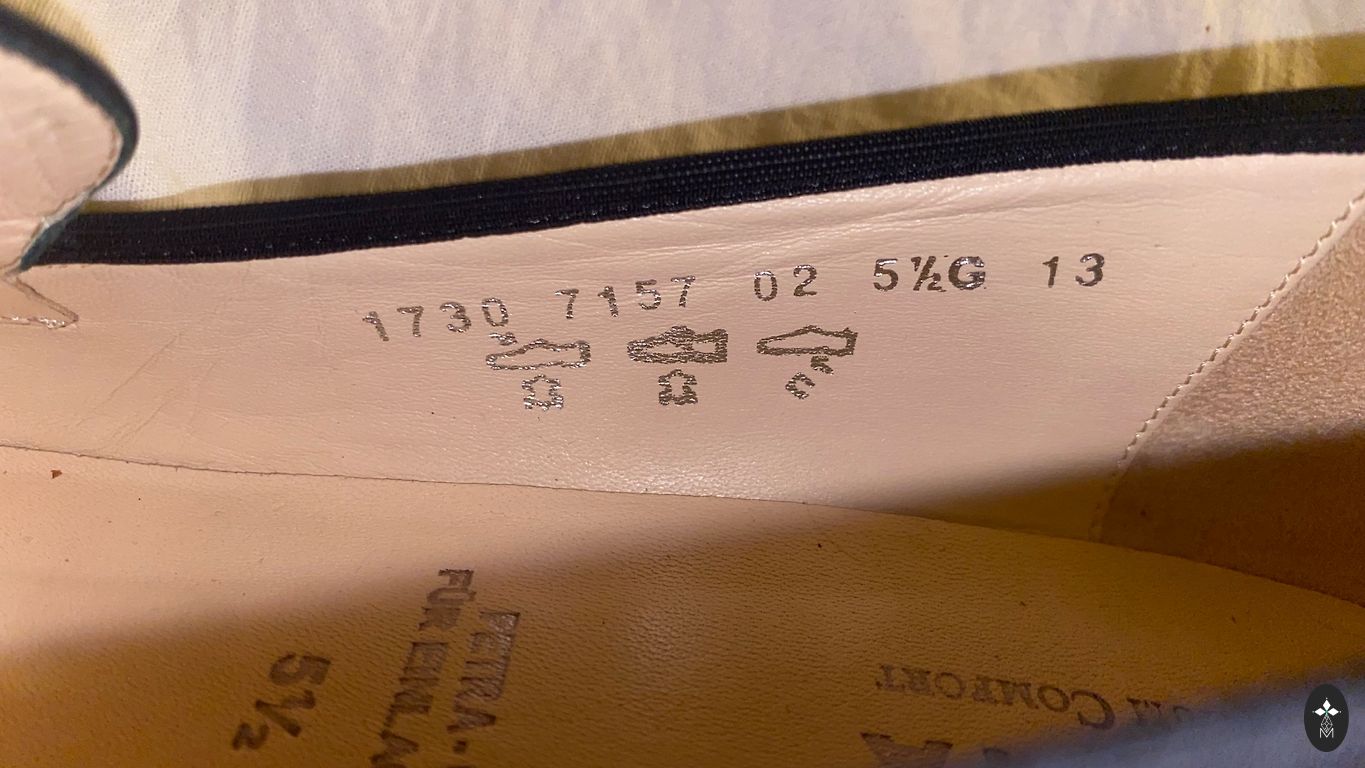 1730 7157 02 5½G 13
PETRA-
FÜR EINLA
5½
COMFORT
M